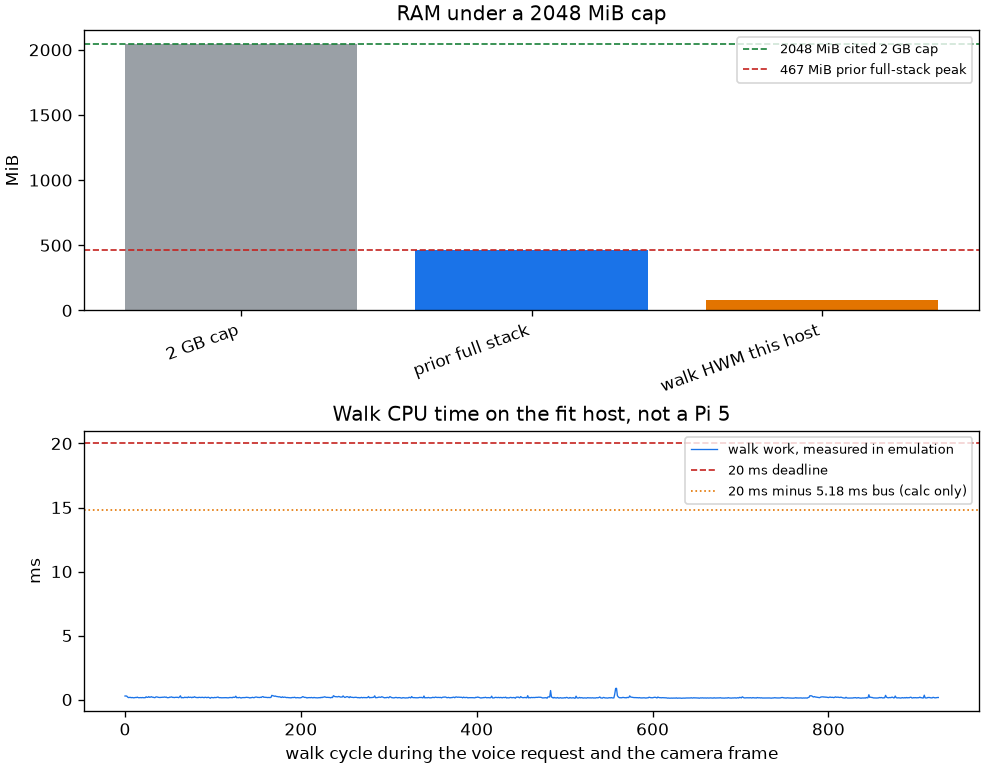 RAM under a 2048 MiB cap
2000
1500
1000
500
0
MiB
2048 MiB cited 2 GB cap
467 MiB prior full-stack peak
2 GB cap
prior full stack
walk HWM this host
Walk CPU time on the fit host, not a Pi 5
20
15
10
5
0
ms
walk work, measured in emulation
20 ms deadline
20 ms minus 5.18 ms bus (calc only)
0
200
400
600
800
walk cycle during the voice request and the camera frame